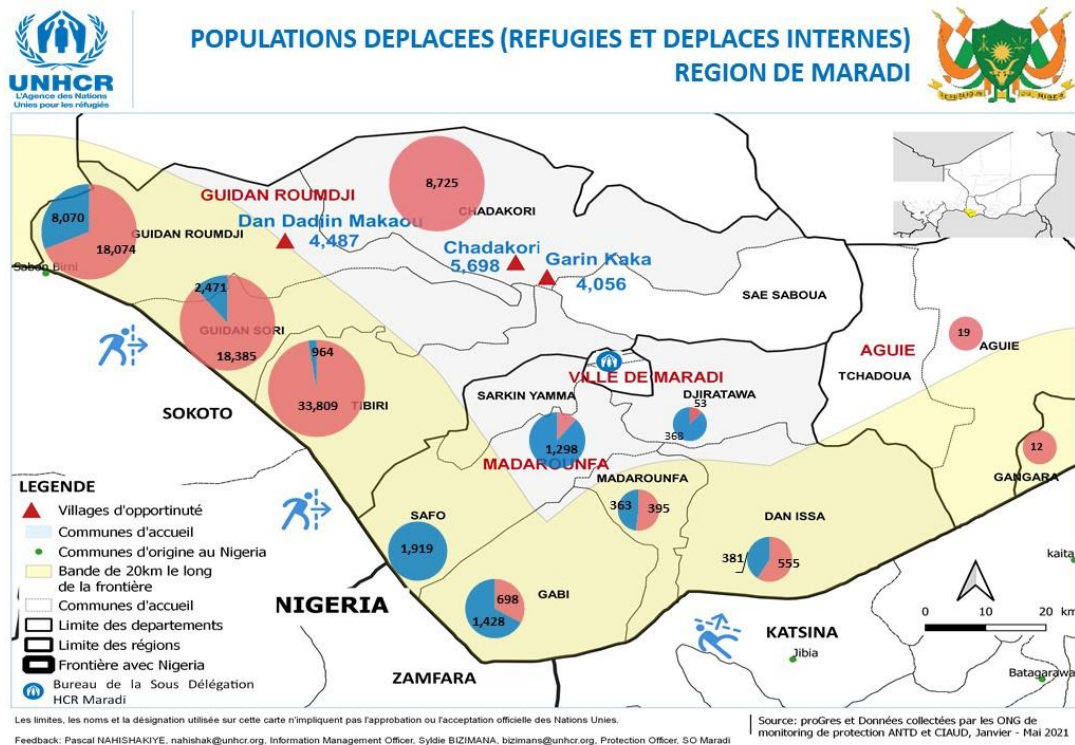 UNHCR
L'Agence des Nations
Unies pour les réfugiés
POPULATIONS DEPLACEES (REFUGIES ET DEPLACES INTERNES)
REGION DE MARADI
8,725
GUIDAN ROUMDJI
CHADAKORI
8,070
18,074
GUIDAN ROUMDJI
Dan Dadjin Makaou
4,487
Chadakori
5,698
Garin Kaka
4,056
Sabon Birni
SAE SABOUA
2,471
GUIDAN SORI
18,385
19
AGUIE
AGUIE
TCHADOUA
964
33,809
TIBIRI
VILLE DE MARADI
SARKIN YAMMA
DJIRATAWA
53
368
SOKOTO
1,298
MADAROUNFA
12
GANGARA
MADAROUNFA
363
395
DAN ISSA
SAFO
1,919
381
555
kaita
GABI
698
1,428
NIGERIA
KATSINA
Jibia
ZAMFARA
Batagarawa
0 10 20 km
LEGENDE
Villages d'opportinuté
Communes d'accueil
Communes d'origine au Nigeria
Bande de 20km le long
de la frontière
Communes d'accueil
Limite des departements
Limite des régions
Frontière avec Nigeria
Bureau de la Sous Délégation
HCR Maradi
Les limites, les noms et la désignation utilisée sur cette carte n'impliquent pas l'approbation ou l'acceptation officielle des Nations Unies.
Feedback: Pascal NAHISHAKIYE, nahishak@unhcr.org, Information Management Officer, Syldie BIZIMANA, bizimans@unhcr.org, Protection Officer, SO Maradi
Source: proGres et Données collectées par les ONG de
monitoring de protection ANTD et CIAUD, Janvier - Mai 2021